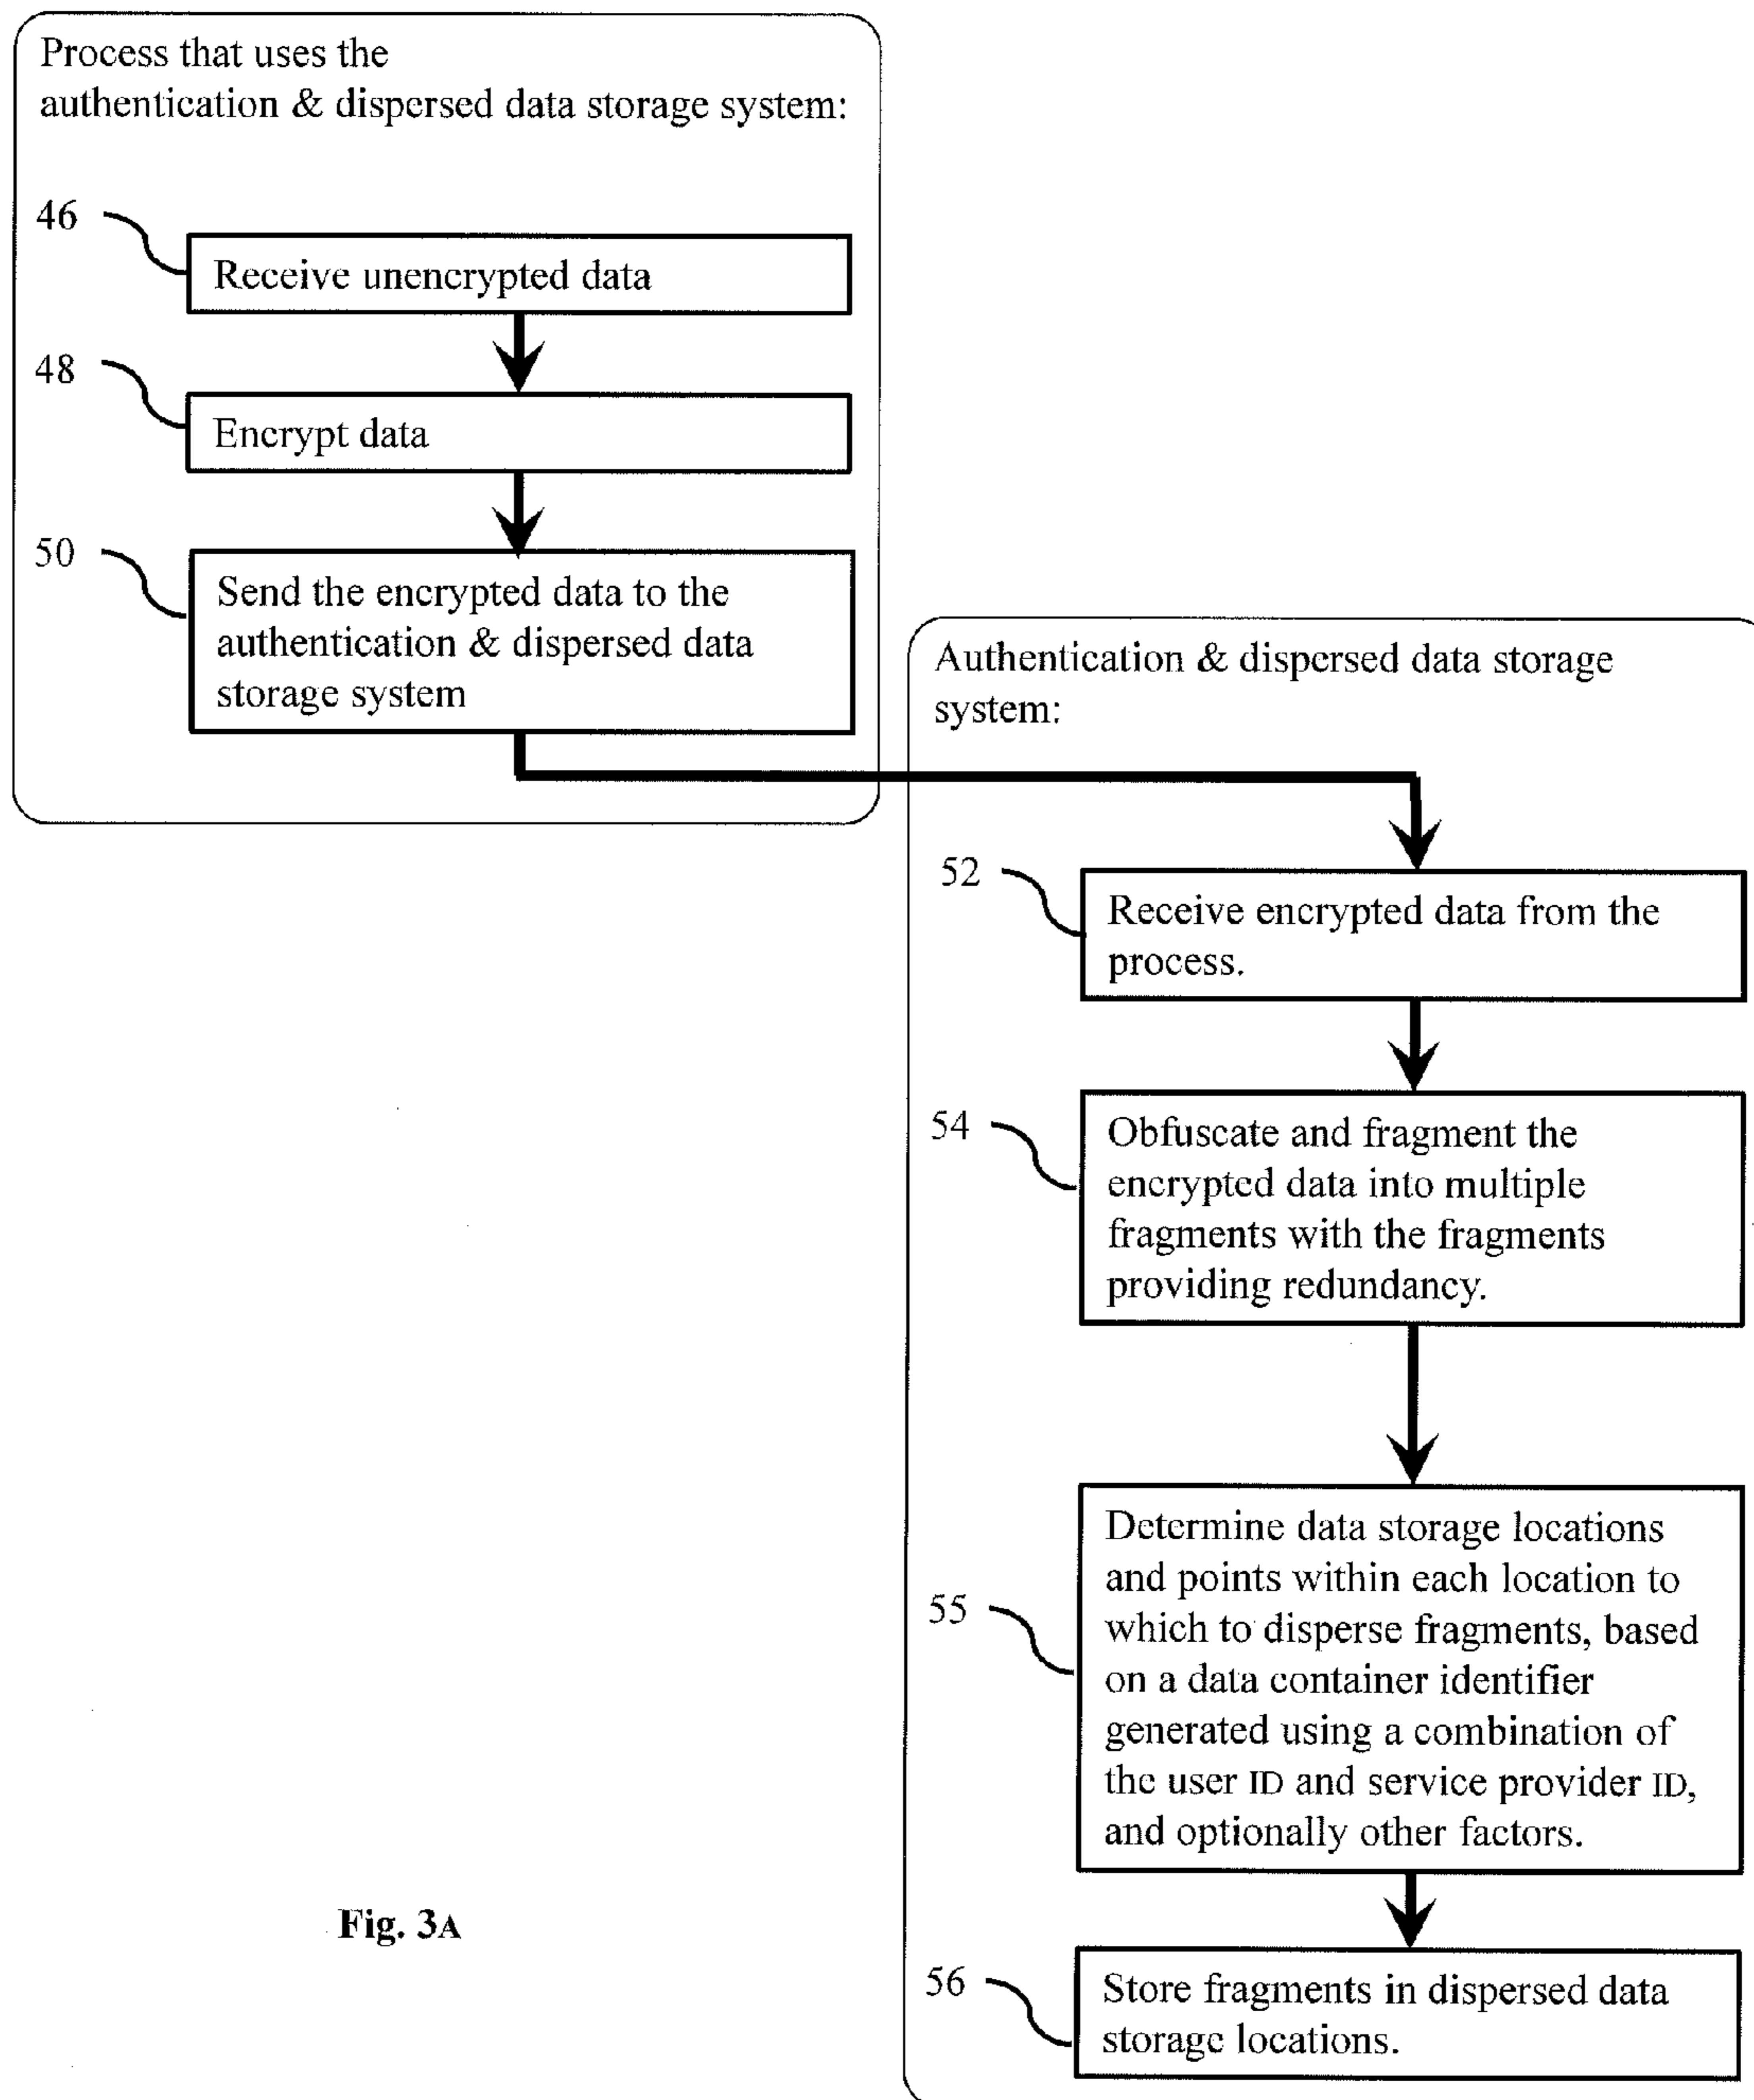 Process that uses the
authentication & dispersed data storage system:
46
Receive unencrypted data
48
Encrypt data
50
Send the encrypted data to the
authentication & dispersed data
storage system
Authentication & dispersed data storage
system:
52
Receive encrypted data from the
process.
54
Obfuscate and fragment the
encrypted data into multiple
fragments with the fragments
providing redundancy.
55
Determine data storage locations
and points within each location to
which to disperse fragments, based
on a data container identifier
generated using a combination of
the user ID and service provider ID,
and optionally other factors.
56
Store fragments in dispersed data
storage locations.
Fig. 3A